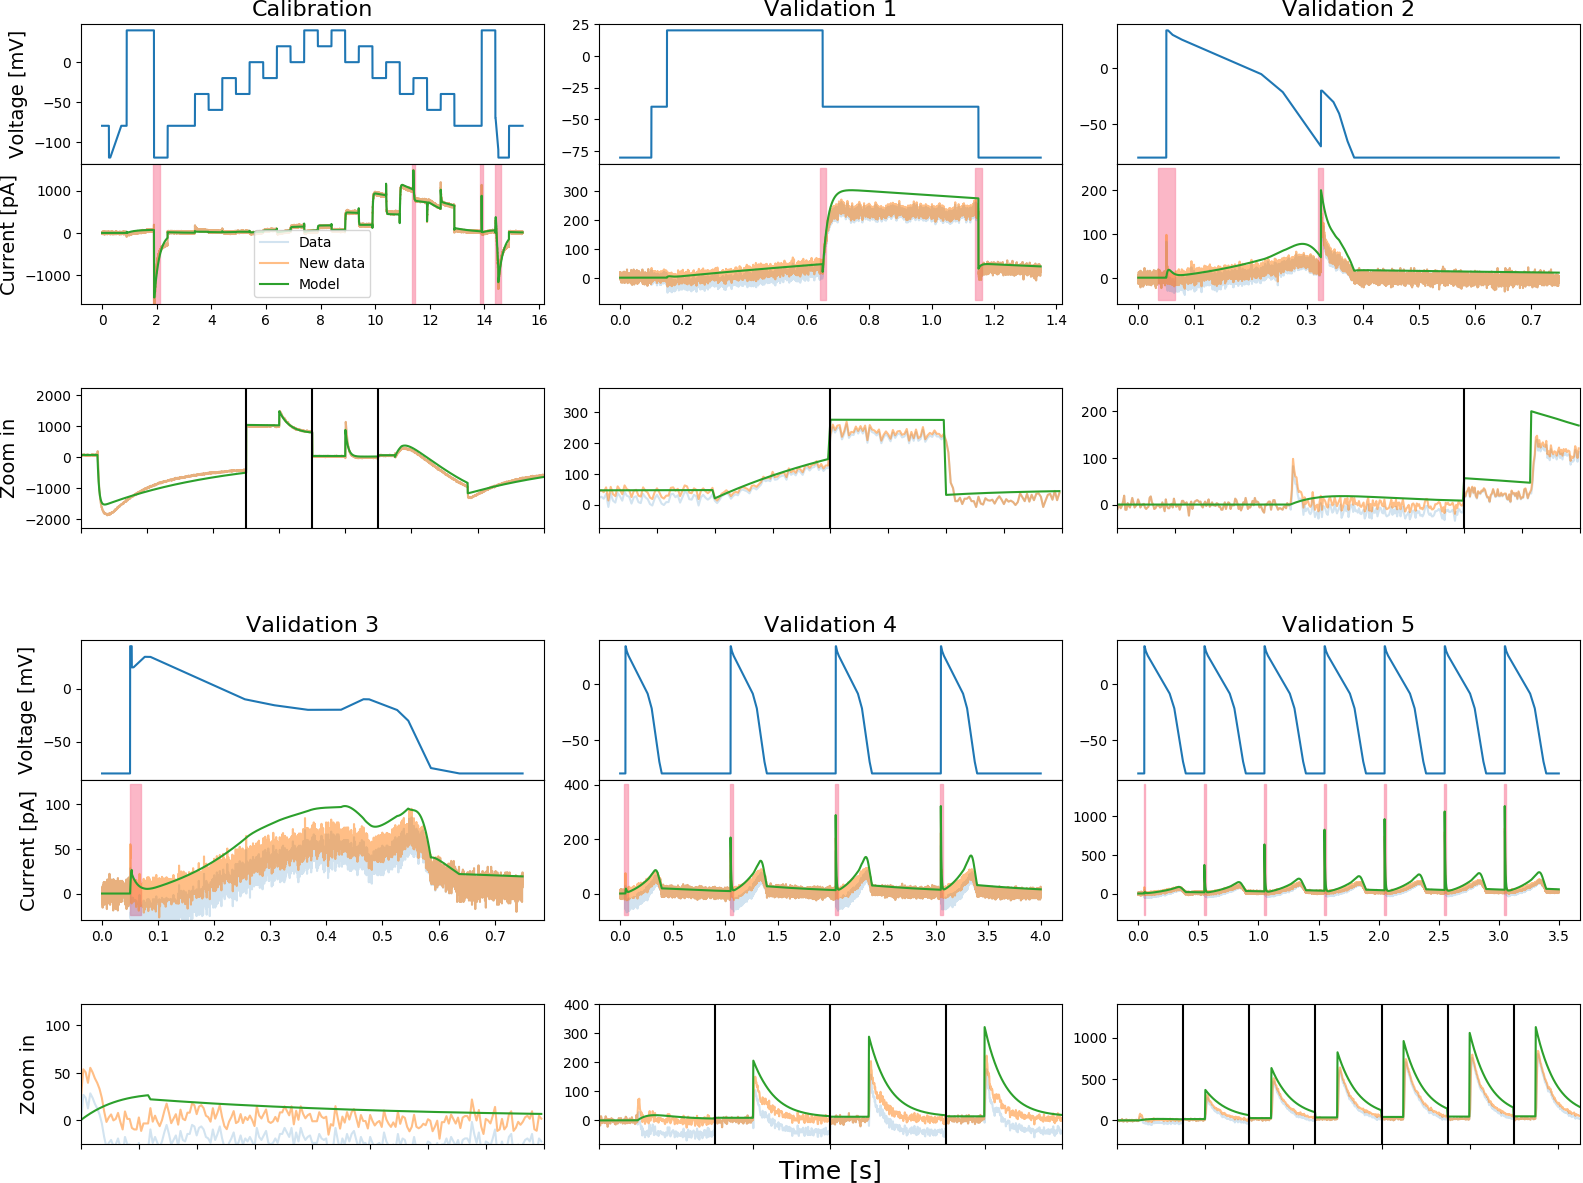 Calibration
Validation 1
Validation 2
Voltage [mV]
0
−50
−100
25
0
−25
−50
−75
0
−50
Current [pA]
1000
0
−1000
Data
New data
Model
0 2 4 6 8 10 12 14 16
300
200
100
0
0.0 0.2 0.4 0.6 0.8 1.0 1.2 1.4
200
100
0
0.0 0.1 0.2 0.3 0.4 0.5 0.6 0.7
Zoom in
2000
1000
0
−1000
−2000
300
200
100
0
200
100
0
Validation 3
Validation 4
Validation 5
Voltage [mV]
0
−50
0
−50
0
−50
Current [pA]
100
50
0
0.0 0.1 0.2 0.3 0.4 0.5 0.6 0.7
400
200
0
0.0 0.5 1.0 1.5 2.0 2.5 3.0 3.5 4.0
1000
500
0
0.0 0.5 1.0 1.5 2.0 2.5 3.0 3.5
Zoom in
100
50
0
400
300
200
100
0
1000
500
0
Time [s]